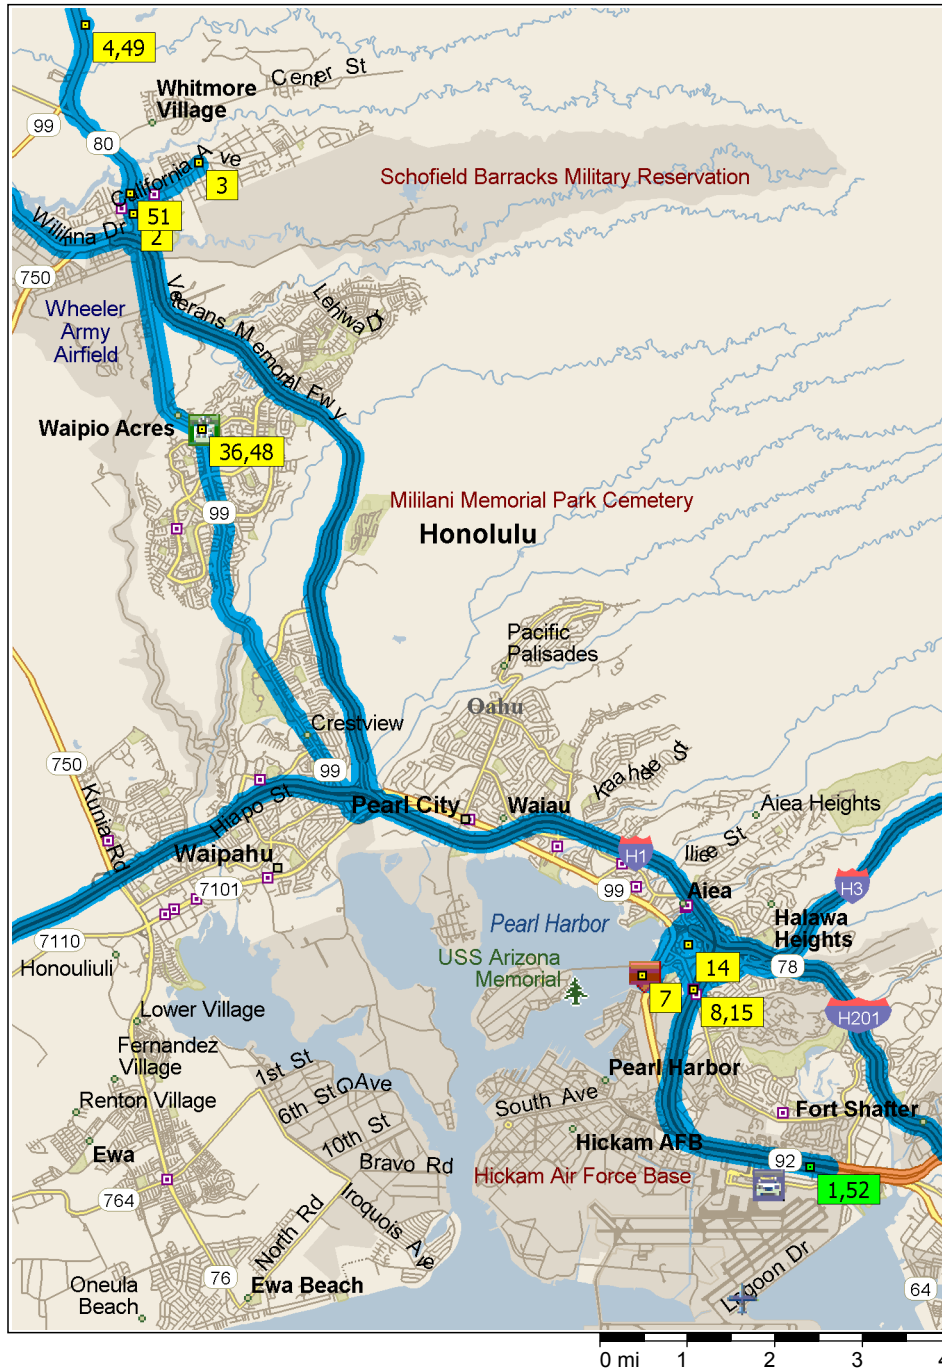 4,49
Whitmore
Village
Center St
99
80
California Ave
3
Schofield Barracks Military Reservation
51
2
Wilikina Dr
750
Wheeler
Army
Airfield
Veterans Memorial Fwy
Lehiwa Dr
Waipio Acres
36,48
Mililani Memorial Park Cemetery
99
Honolulu
Pacific
Palisades
Oahu
Crestview
750
99
Kaahele St
Kunia Rd
Hiapo St
Pearl City
Waiau
Aiea Heights
Iliee St
Waipahu
H1
7101
99
Aiea
H3
Pearl Harbor
Halawa
Heights
7110
Honouliuli
USS Arizona
Memorial
14
78
7
8,15
Lower Village
H201
Fernandez
Village
1st St
Pearl Harbor
Renton Village
6th St
G Ave
South Ave
Fort Shafter
10th St
Hickam AFB
Ewa
Bravo Rd
92
Hickam Air Force Base
1,52
764
Iroquois Ave
North Rd
76
Oneula
Beach
Ewa Beach
Lagoon Dr
64
0 mi 1 2 3 4